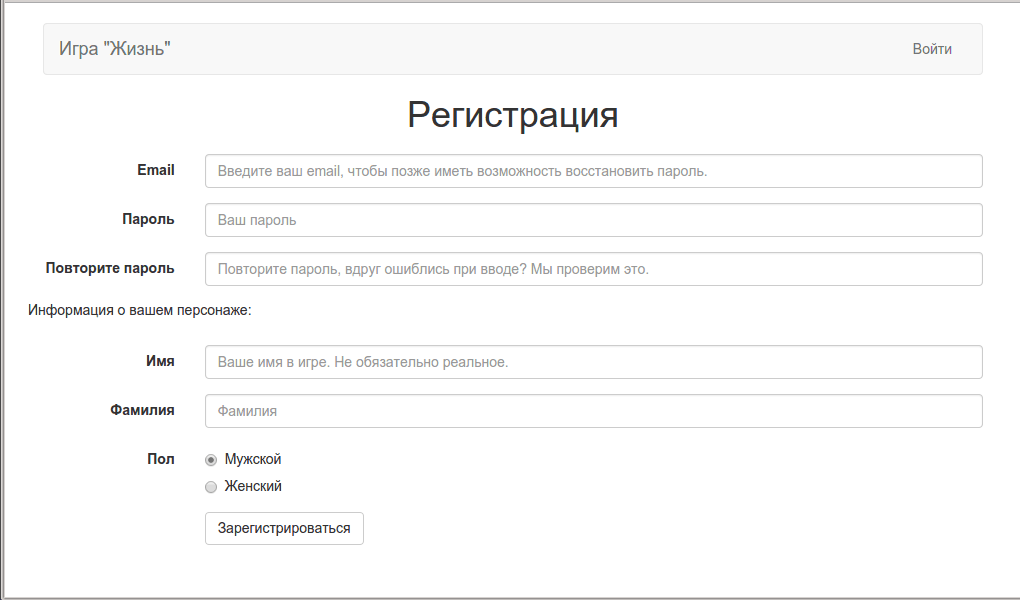 Игра "Жизнь"
Войти
Регистрация
Email
Введите ваш email, чтобы позже иметь возможность восстановить пароль.
Пароль
Ваш пароль
Повторите пароль
Повторите пароль, вдруг ошиблись при вводе? Мы проверим это.
Информация о вашем персонаже:
Имя
Ваше имя в игре. Не обязательно реальное.
Фамилия
Фамилия
Пол
Мужской
Женский
Зарегистрироваться